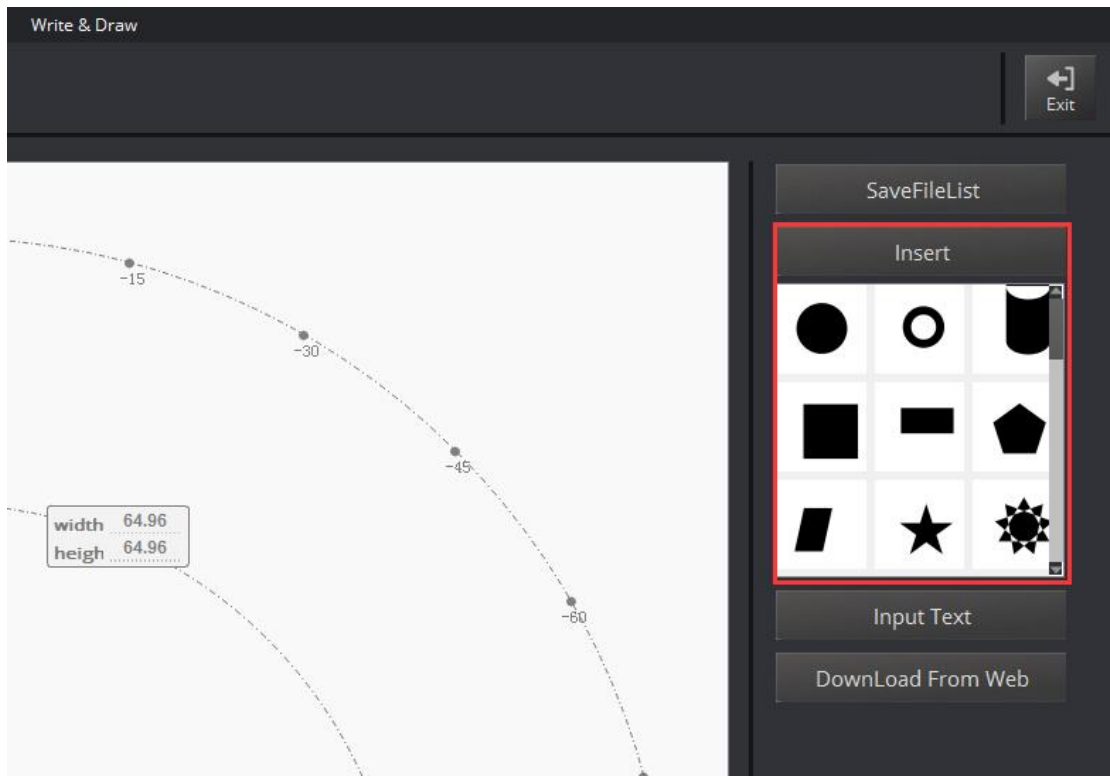 Write & Draw
Exit
SaveFileList
Insert
-15
-30
-45
width 64.96
heigh 64.96
-60
Input Text
DownLoad From Web